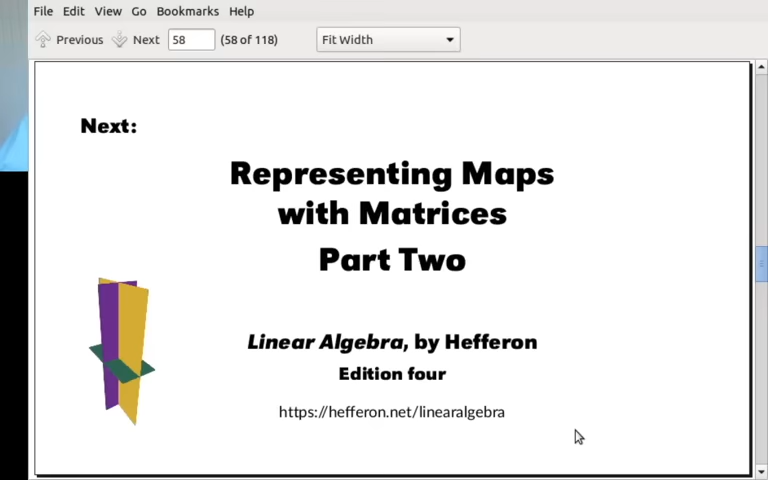 File Edit View Go Bookmarks Help
Previous Next 58 (58 of 118) Fit Width
Next:
Representing Maps
with Matrices
Part Two
Linear Algebra, by Hefferon
Edition four
https://hefferon.net/linearalgebra